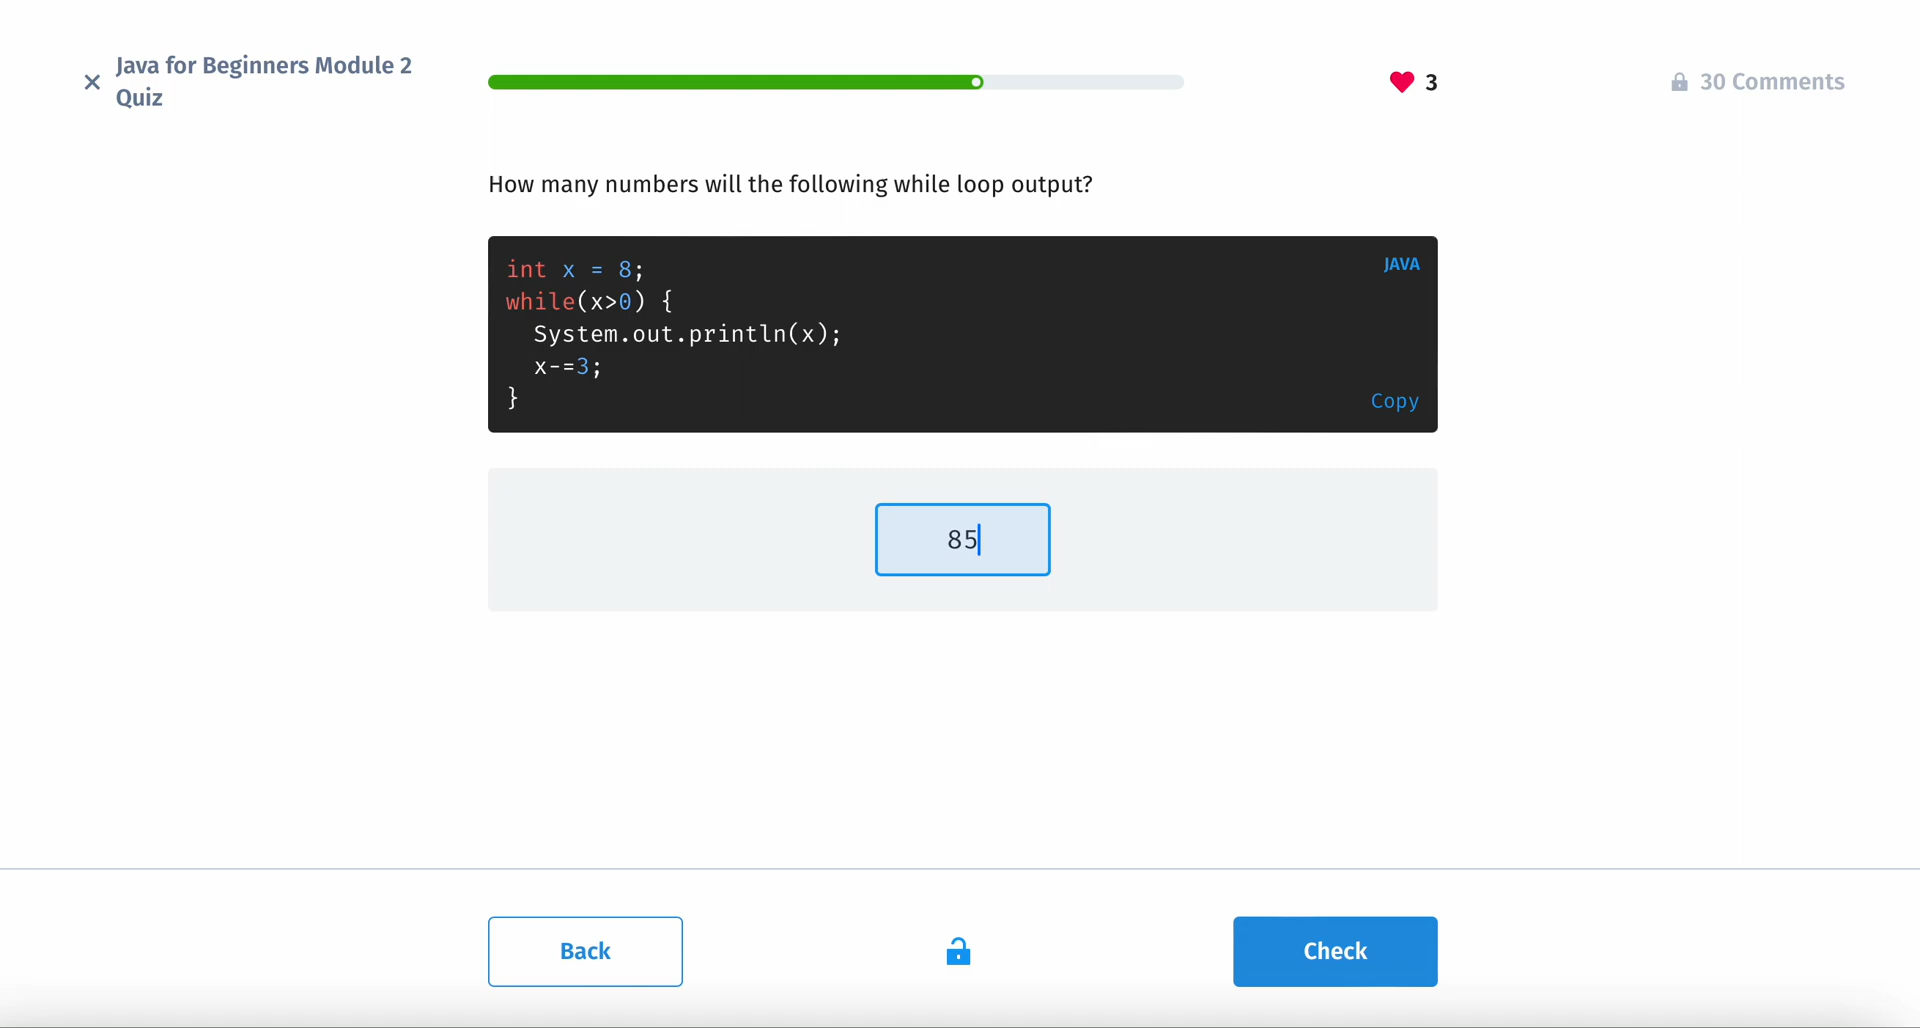 Java for Beginners Module 2
Quiz
3
30 Comments
How many numbers will the following while loop output?
JAVA
int x = 8;
while(x>0) {
  System.out.println(x);
  x-=3;
}
Copy
85
Back
Check